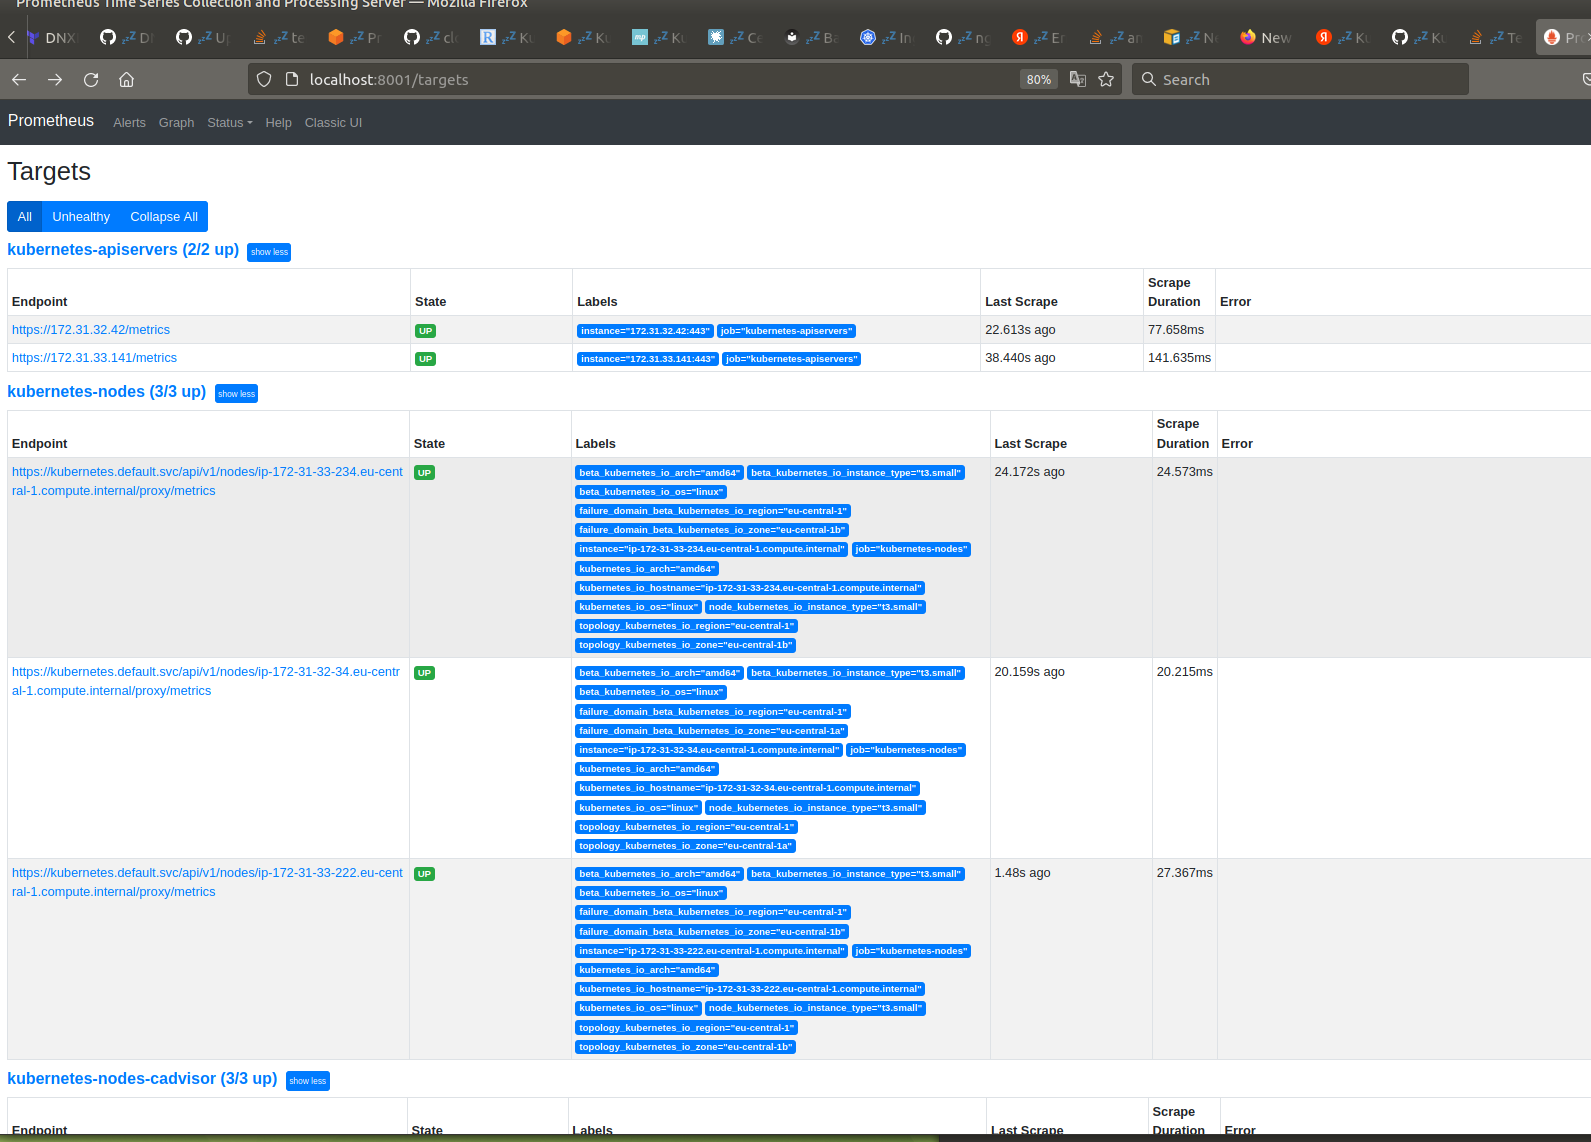 Prometheus Time Series Collection and Processing Server — Mozilla Firefox
DNX te Pr Ku Ku Ku Ce Ba In ng Er an Ne New Ku Ku Te Pro
localhost:8001/targets 80% Search
Prometheus Alerts Graph Status Help Classic UI
Targets
All Unhealthy Collapse All
kubernetes-apiservers (2/2 up) show less
Endpoint State Labels Last Scrape Scrape Duration Error
https://172.31.32.42/metrics UP instance="172.31.32.42:443" job="kubernetes-apiservers" 22.613s ago 77.658ms
https://172.31.33.141/metrics UP instance="172.31.33.141:443" job="kubernetes-apiservers" 38.440s ago 141.635ms
kubernetes-nodes (3/3 up) show less
Endpoint State Labels Last Scrape Scrape Duration Error
https://kubernetes.default.svc/api/v1/nodes/ip-172-31-33-234.eu-cent UP beta_kubernetes_io_arch="amd64" beta_kubernetes_io_instance_type="t3.small" 24.172s ago 24.573ms
ral-1.compute.internal/proxy/metrics beta_kubernetes_io_os="linux"
failure_domain_beta_kubernetes_io_region="eu-central-1"
failure_domain_beta_kubernetes_io_zone="eu-central-1b"
instance="ip-172-31-33-234.eu-central-1.compute.internal" job="kubernetes-nodes"
kubernetes_io_arch="amd64"
kubernetes_io_hostname="ip-172-31-33-234.eu-central-1.compute.internal"
kubernetes_io_os="linux" node_kubernetes_io_instance_type="t3.small"
topology_kubernetes_io_region="eu-central-1"
topology_kubernetes_io_zone="eu-central-1b"
https://kubernetes.default.svc/api/v1/nodes/ip-172-31-32-34.eu-centr UP beta_kubernetes_io_arch="amd64" beta_kubernetes_io_instance_type="t3.small" 20.159s ago 20.215ms
al-1.compute.internal/proxy/metrics beta_kubernetes_io_os="linux"
failure_domain_beta_kubernetes_io_region="eu-central-1"
failure_domain_beta_kubernetes_io_zone="eu-central-1a"
instance="ip-172-31-32-34.eu-central-1.compute.internal" job="kubernetes-nodes"
kubernetes_io_arch="amd64"
kubernetes_io_hostname="ip-172-31-32-34.eu-central-1.compute.internal"
kubernetes_io_os="linux" node_kubernetes_io_instance_type="t3.small"
topology_kubernetes_io_region="eu-central-1"
topology_kubernetes_io_zone="eu-central-1a"
https://kubernetes.default.svc/api/v1/nodes/ip-172-31-33-222.eu-cent UP beta_kubernetes_io_arch="amd64" beta_kubernetes_io_instance_type="t3.small" 1.48s ago 27.367ms
ral-1.compute.internal/proxy/metrics beta_kubernetes_io_os="linux"
failure_domain_beta_kubernetes_io_region="eu-central-1"
failure_domain_beta_kubernetes_io_zone="eu-central-1b"
instance="ip-172-31-33-222.eu-central-1.compute.internal" job="kubernetes-nodes"
kubernetes_io_arch="amd64"
kubernetes_io_hostname="ip-172-31-33-222.eu-central-1.compute.internal"
kubernetes_io_os="linux" node_kubernetes_io_instance_type="t3.small"
topology_kubernetes_io_region="eu-central-1"
topology_kubernetes_io_zone="eu-central-1b"
kubernetes-nodes-cadvisor (3/3 up) show less
Endpoint State Labels Last Scrape Scrape Duration Error